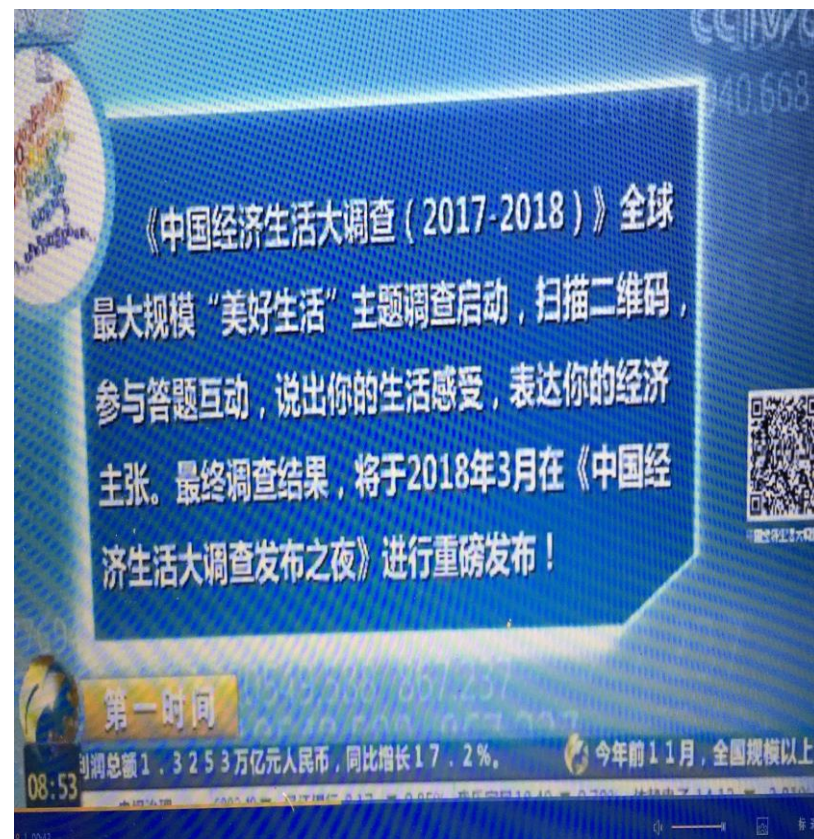 《中国经济生活大调查（2017-2018）》全球
最大规模“美好生活”主题调查启动，扫描二维码，
参与答题互动，说出你的生活感受，表达你的经济
主张。最终调查结果，将于2018年3月在《中国经
济生活大调查发布之夜》进行重磅发布！
第一时间
利润总额1.3253万亿元人民币，同比增长17.2%。
今年前11月，全国规模以上
08:53